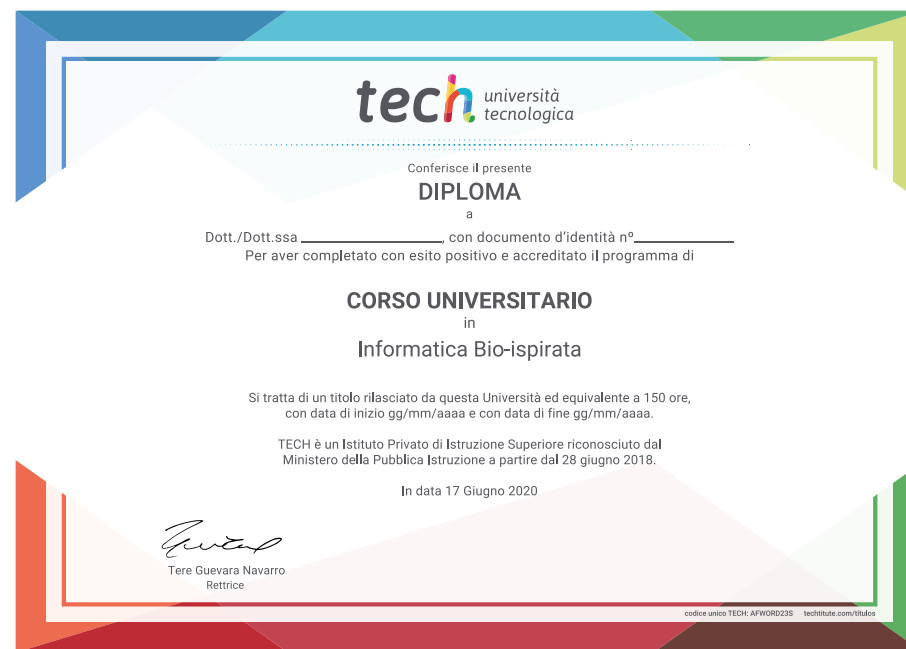 tech università
tecnologica
Conferisce il presente
DIPLOMA
a
Dott./Dott.ssa ____________________, con documento d'identità nº______________
Per aver completato con esito positivo e accreditato il programma di
CORSO UNIVERSITARIO
in
Informatica Bio-ispirata
Si tratta di un titolo rilasciato da questa Università ed equivalente a 150 ore,
con data di inizio gg/mm/aaaa e con data di fine gg/mm/aaaa.
TECH è un Istituto Privato di Istruzione Superiore riconosciuto dal
Ministero della Pubblica Istruzione a partire dal 28 giugno 2018.
In data 17 Giugno 2020
Tere Guevara Navarro
Rettrice
codice unico TECH: AFWORD23S techtitute.com/titulos